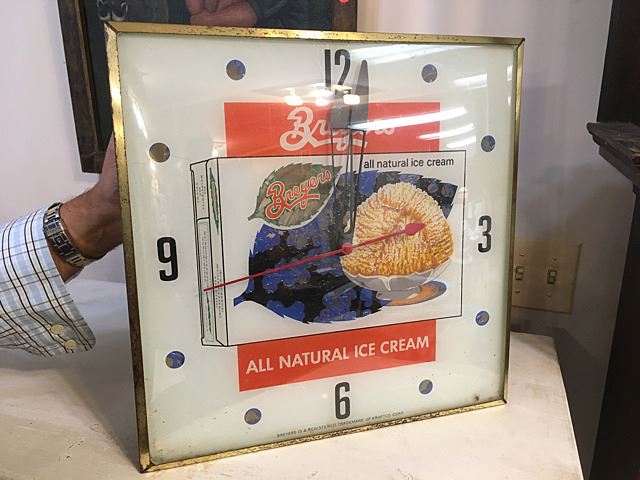 12
Breyers
all natural ice cream
Breyers
9
3
ALL NATURAL ICE CREAM
6
BREYERS IS A REGISTERED TRADEMARK OF KRAFTCO CORP.